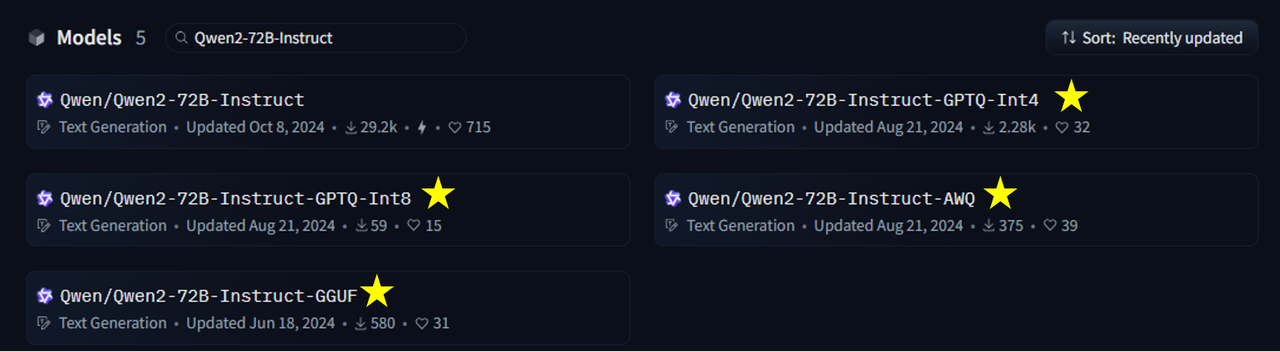 Models 5 Qwen2-72B-Instruct Sort: Recently updated
Qwen/Qwen2-72B-Instruct
Text Generation • Updated Oct 8, 2024 • 29.2k • • 715
Qwen/Qwen2-72B-Instruct-GPTQ-Int4
Text Generation • Updated Aug 21, 2024 • 2.28k • 32
Qwen/Qwen2-72B-Instruct-GPTQ-Int8
Text Generation • Updated Aug 21, 2024 • 59 • 15
Qwen/Qwen2-72B-Instruct-AWQ
Text Generation • Updated Aug 21, 2024 • 375 • 39
Qwen/Qwen2-72B-Instruct-GGUF
Text Generation • Updated Jun 18, 2024 • 580 • 31